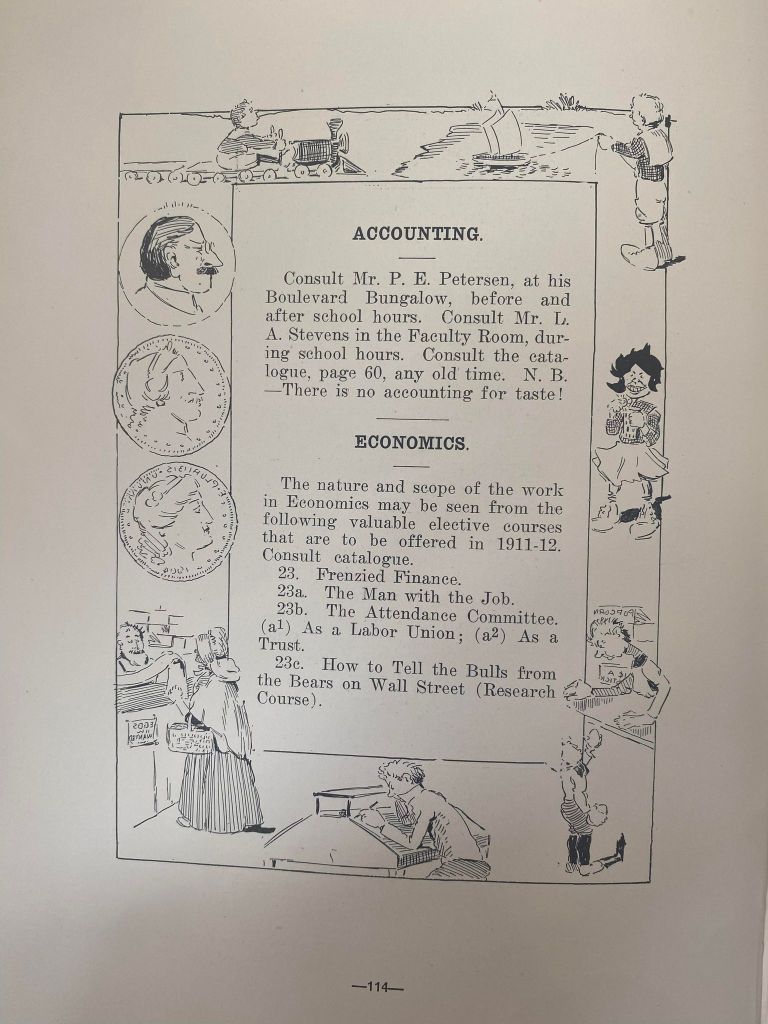 ACCOUNTING.
Consult Mr. P. E. Petersen, at his
Boulevard Bungalow, before and
after school hours. Consult Mr. L.
A. Stevens in the Faculty Room, dur-
ing school hours. Consult the cata-
logue, page 60, any old time. N. B.
—There is no accounting for taste!
ECONOMICS.
The nature and scope of the work
in Economics may be seen from the
following valuable elective courses
that are to be offered in 1911-12.
Consult catalogue.
23. Frenzied Finance.
23a. The Man with the Job.
23b. The Attendance Committee.
(a¹) As a Labor Union; (a²) As a
Trust.
23c. How to Tell the Bulls from
the Bears on Wall Street (Research
Course).
POPCORN
EGGS
WANTED
—114—